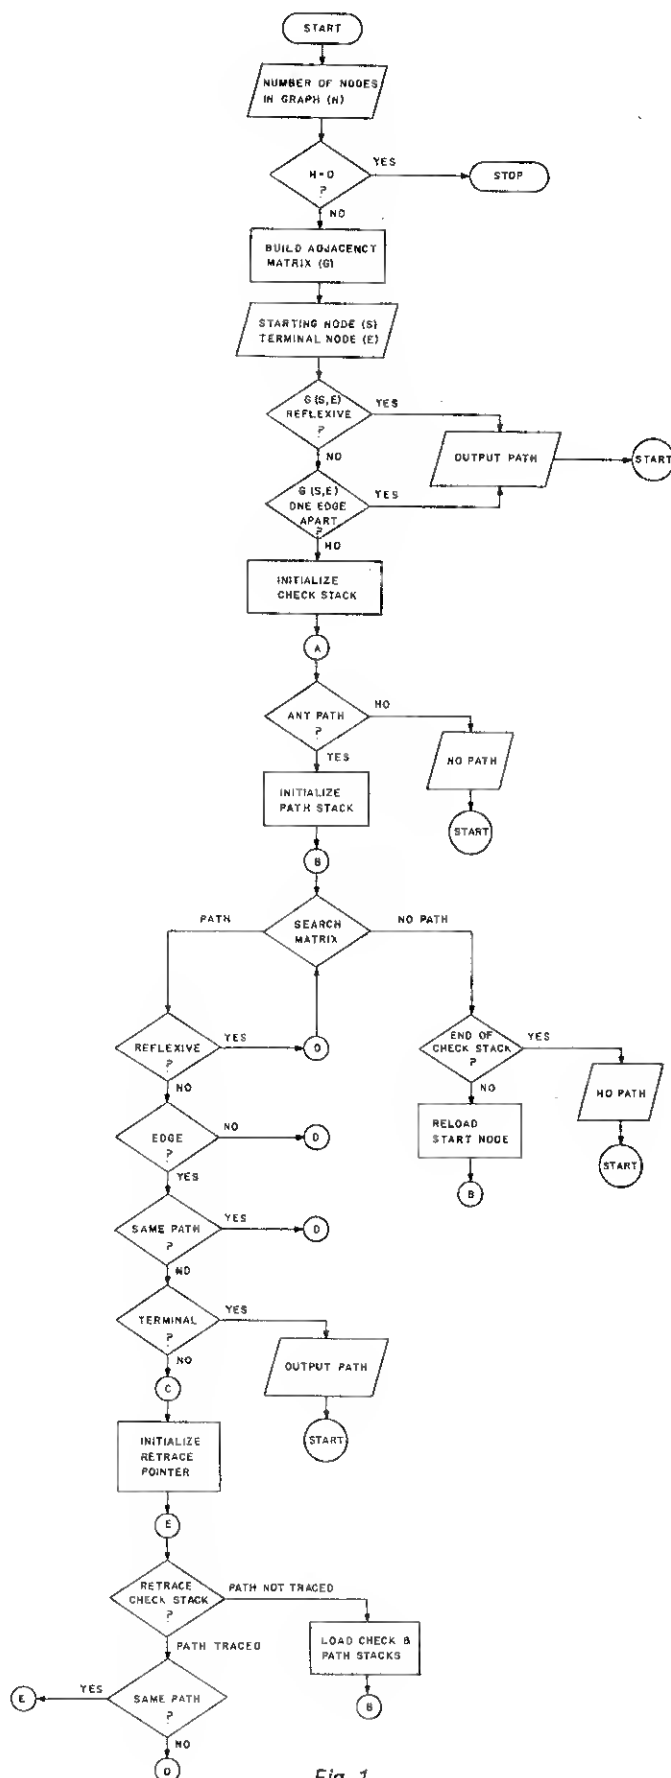 START
NUMBER OF NODES
IN GRAPH (N)
N=0
?
YES
STOP
NO
BUILD ADJACENCT
MATRIX (G)
STARTING NODE (S)
TERMINAL NODE (E)
G (S,E)
REFLEXIVE
?
YES
NO
OUTPUT PATH
START
G (S,E)
ONE EDGE
APART
?
YES
NO
INITIALIZE
CHECK STACK
A
ANY PATH
?
NO
YES
NO PATH
START
INITIALIZE
PATH STACK
B
SEARCH
MATRIX
PATH
NO PATH
REFLEXIVE
?
YES
D
NO
END OF
CHECK STACK
?
YES
NO
NO PATH
START
RELOAD
START NODE
B
EDGE
?
NO
D
YES
SAME PATH
?
YES
D
NO
TERMINAL
?
YES
NO
OUTPUT PATH
START
C
INITIALIZE
RETRACE
POINTER
E
RETRACE
CHECK STACK
?
PATH NOT TRACED
PATH TRACED
LOAD CHECK &
PATH STACKS
B
SAME PATH
?
YES
E
NO
D
Fig. 1